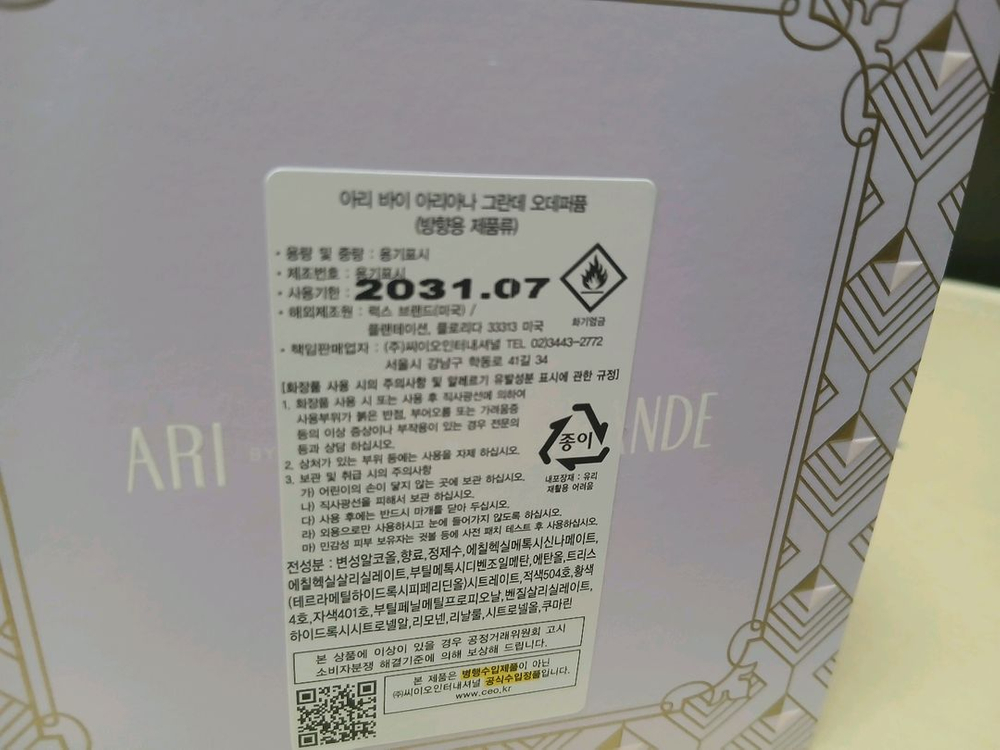 아리 바이 아리아나 그란데 오데퍼퓸
(방향용 제품류)
• 용량 및 중량 : 용기표시
• 제조번호 : 용기표시
• 사용기한 : 2031.07
• 해외제조원 : 럭스 브랜드(미국) /
플랜테이션, 플로리다 33313 미국
화기엄금
• 책임판매업자 : (주)씨이오인터내셔널 TEL 02)3443-2772
서울시 강남구 학동로 41길 34
[화장품 사용 시의 주의사항 및 알레르기 유발성분 표시에 관한 규정]
1. 화장품 사용 시 또는 사용 후 직사광선에 의하여
사용부위가 붉은 반점, 부어오름 또는 가려움증
등의 이상 증상이나 부작용이 있는 경우 전문의
등과 상담 하십시오.
2. 상처가 있는 부위 등에는 사용을 자제 하십시오.
3. 보관 및 취급 시의 주의사항
가) 어린이의 손이 닿지 않는 곳에 보관 하십시오.
나) 직사광선을 피해서 보관 하십시오.
다) 사용 후에는 반드시 마개를 닫아 두십시오.
라) 외용으로만 사용하시고 눈에 들어가지 않도록 하십시오.
마) 민감성 피부 보유자는 귓볼 등에 사전 패치 테스트 후 사용하십시오.
종이
내포장재 : 유리
재활용 어려움
ARI BY ANDE
전성분 : 변성알코올,향료,정제수,에칠헥실메톡시신나메이트,
에칠헥실살리실레이트,부틸메톡시디벤조일메탄,에탄올,트리스
(테트라메틸하이드록시피페리딘올)시트레이트,적색504호,황색
4호,자색401호,부틸페닐메틸프로피오날,벤질살리실레이트,
하이드록시시트로넬알,리모넨,리날룰,시트로넬올,쿠마린
본 상품에 이상이 있을 경우 공정거래위원회 고시
소비자분쟁 해결기준에 의해 보상해 드립니다.
본 제품은 병행수입제품이 아닌
(주)씨이오인터내셔널 공식수입정품입니다.
www.ceo.kr